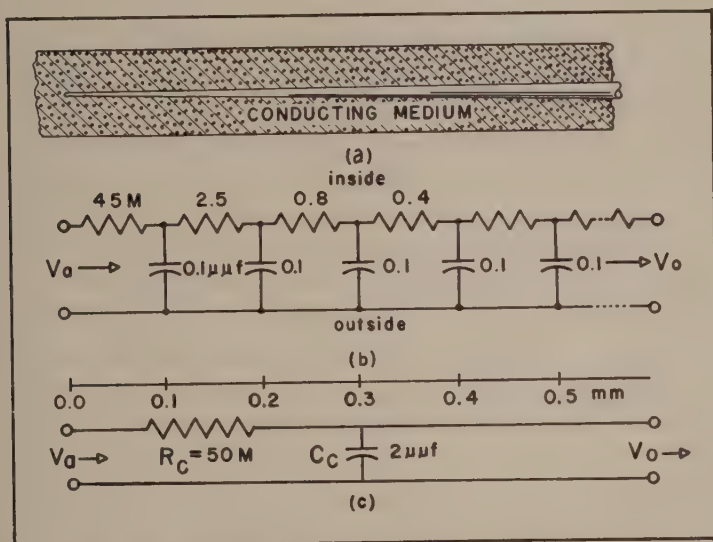 CONDUCTING MEDIUM
(a)
inside
45 M 2.5 0.8 0.4
Va 0.1μμf 0.1 0.1 0.1 0.1 Vo
outside
(b)
0.0 0.1 0.2 0.3 0.4 0.5 mm
Va RC = 50 M CC 2μμf Vo
(c)